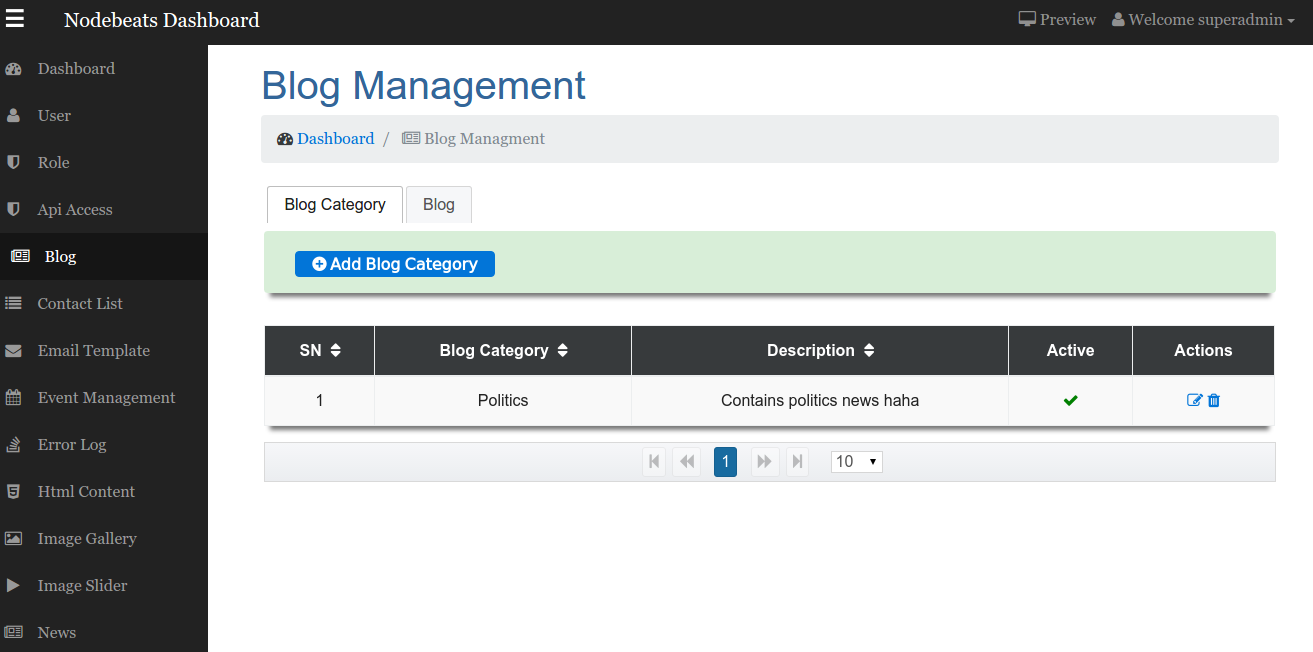 Nodebeats Dashboard
Preview
Welcome superadmin
Dashboard
User
Role
Api Access
Blog
Contact List
Email Template
Event Management
Error Log
Html Content
Image Gallery
Image Slider
News
Blog Management
Dashboard / Blog Managment
Blog Category Blog
Add Blog Category
SN Blog Category Description Active Actions
1 Politics Contains politics news haha
1 10